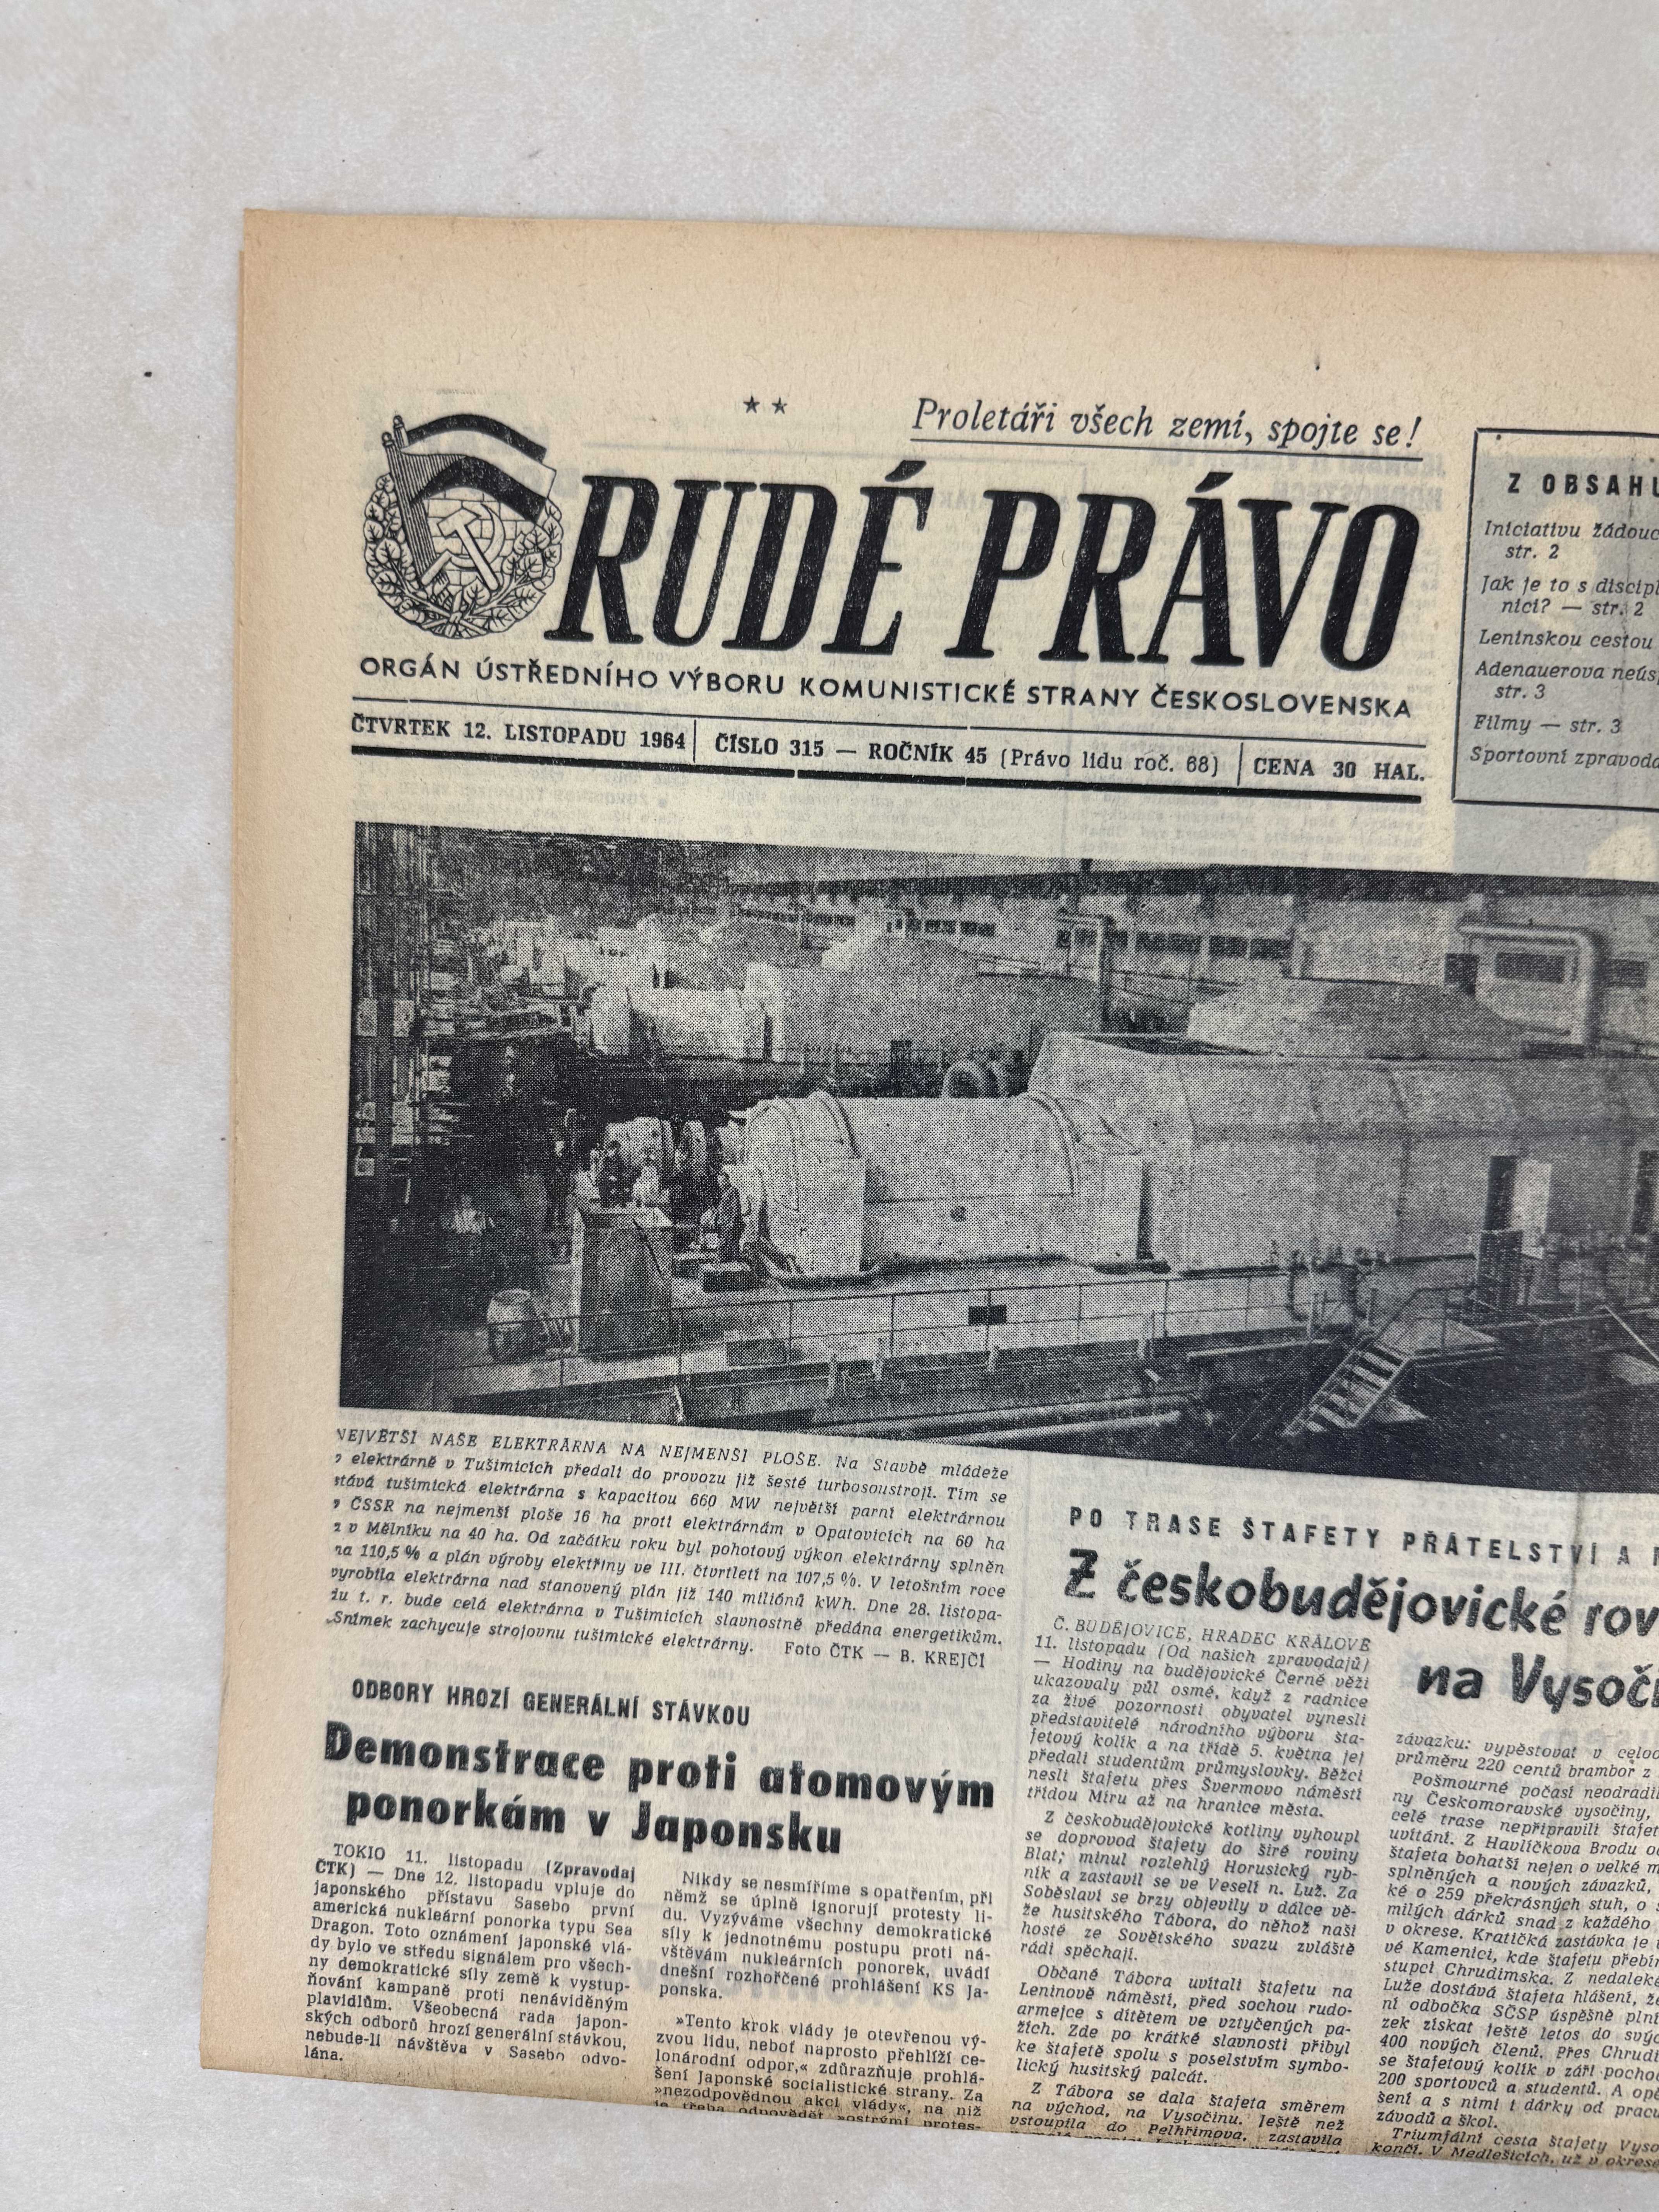 ★ ★
Proletáři všech zemí, spojte se!
RUDÉ PRÁVO
ORGÁN ÚSTŘEDNÍHO VÝBORU KOMUNISTICKÉ STRANY ČESKOSLOVENSKA
ČTVRTEK 12. LISTOPADU 1964 ČÍSLO 315 — ROČNÍK 45 (Právo lidu roč. 68) CENA 30 HAL.
Z OBSAHU
Iniciativu žádouc
str. 2
Jak je to s discipl
nici? — str. 2
Leninskou cestou
Adenauerova neús
str. 3
Filmy — str. 3
Sportovní zpravoda
NEJVĚTŠÍ NAŠE ELEKTRÁRNA NA NEJMENŠÍ PLOŠE. Na Stavbě mládeže
v elektrárně v Tušimicích předali do provozu již šesté turbosoustrojí. Tím se
stává tušimická elektrárna s kapacitou 660 MW největší parní elektrárnou
v ČSSR na nejmenší ploše 16 ha proti elektrárnám v Opatovicích na 60 ha
a v Mělníku na 40 ha. Od začátku roku byl pohotový výkon elektrárny splněn
na 110,5 % a plán výroby elektřiny ve III. čtvrtletí na 107,5 %. V letošním roce
vyrobila elektrárna nad stanovený plán již 140 miliónů kWh. Dne 28. listopa-
du t. r. bude celá elektrárna v Tušimicích slavnostně předána energetikům.
Snímek zachycuje strojovnu tušimické elektrárny. Foto ČTK — B. KREJČÍ
ODBORY HROZÍ GENERÁLNÍ STÁVKOU
Demonstrace proti atomovým
ponorkám v Japonsku
TOKIO 11. listopadu (Zpravodaj
ČTK) — Dne 12. listopadu vpluje do
japonského přístavu Sasebo první
americká nukleární ponorka typu Sea
Dragon. Toto oznámení japonské vlá-
dy bylo ve středu signálem pro všech-
ny demokratické síly země k vystup-
ňování kampaně proti nenáviděným
plavidlům. Všeobecná rada japon-
ských odborů hrozí generální stávkou,
nebude-li návštěva v Sasebo odvo-
lána.
Nikdy se nesmíříme s opatřením, při
němž se úplně ignorují protesty li-
du. Vyzýváme všechny demokratické
síly k jednotnému postupu proti ná-
vštěvám nukleárních ponorek, uvádí
dnešní rozhořčené prohlášení KS Ja-
ponska.
»Tento krok vlády je otevřenou vý-
zvou lidu, neboť naprosto přehlíží ce-
lonárodní odpor,« zdůrazňuje prohlá-
šení Japonské socialistické strany. Za
»nezodpovědnou akci vlády«, na niž
je třeba odpovědět »ostrými protes-
PO TRASE ŠTAFETY PŘÁTELSTVÍ A
Z českobudějovické rov
na Vysoči
Č. BUDĚJOVICE, HRADEC KRÁLOVÉ
11. listopadu (Od našich zpravodajů)
— Hodiny na budějovické Černé věži
ukazovaly půl osmé, když z radnice
za živé pozornosti obyvatel vynesli
představitelé národního výboru šta-
fetový kolík a na třídě 5. května jej
předali studentům průmyslovky. Běžci
nesli štafetu přes Švermovo náměstí
třídou Míru až na hranice města.
Z českobudějovické kotliny vyhoupl
se doprovod štafety do šíré roviny
Blat; minul rozlehlý Horusický ryb-
ník a zastavil se ve Veselí n. Luž. Za
Soběslaví se brzy objevily v dálce vě-
že husitského Tábora, do něhož naši
hosté ze Sovětského svazu zvláště
rádi spěchají.
Občané Tábora uvítali štafetu na
Leninově náměstí, před sochou rudo-
armejce s dítětem ve vztyčených pa-
žích. Zde po krátké slavnosti přibyl
ke štafetě spolu s poselstvím symbo-
lický husitský palcát.
Z Tábora se dala štafeta směrem
na východ, na Vysočinu. Ještě než
vstoupila do Pelhřimova, zastavila
závazku: vypěstovat v celo
průměru 220 centů brambor z
Pošmourné počasí neodradil
ny Českomoravské vysočiny,
celé trase nepřipravili štafet
uvítání. Z Havlíčkova Brodu o
štafeta bohatší nejen o velké m
splněných a nových závazků,
ké o 259 překrásných stuh, o s
milých dárků snad z každého
v okrese. Kratičká zastávka je
vé Kamenici, kde štafetu přebír
stupci Chrudimska. Z nedaleké
Luže dostává štafeta hlášení, že
ní odbočka SČSP úspěšně plní
zek získat ještě letos do svýc
400 nových členů. Přes Chrudi
se štafetový kolík v září pochod
200 sportovců a studentů. A opě
šení a s nimi i dárky od pracu
závodů a škol.
Triumfální cesta štafety Vyso
končí. V Medlešicích, už v okrese